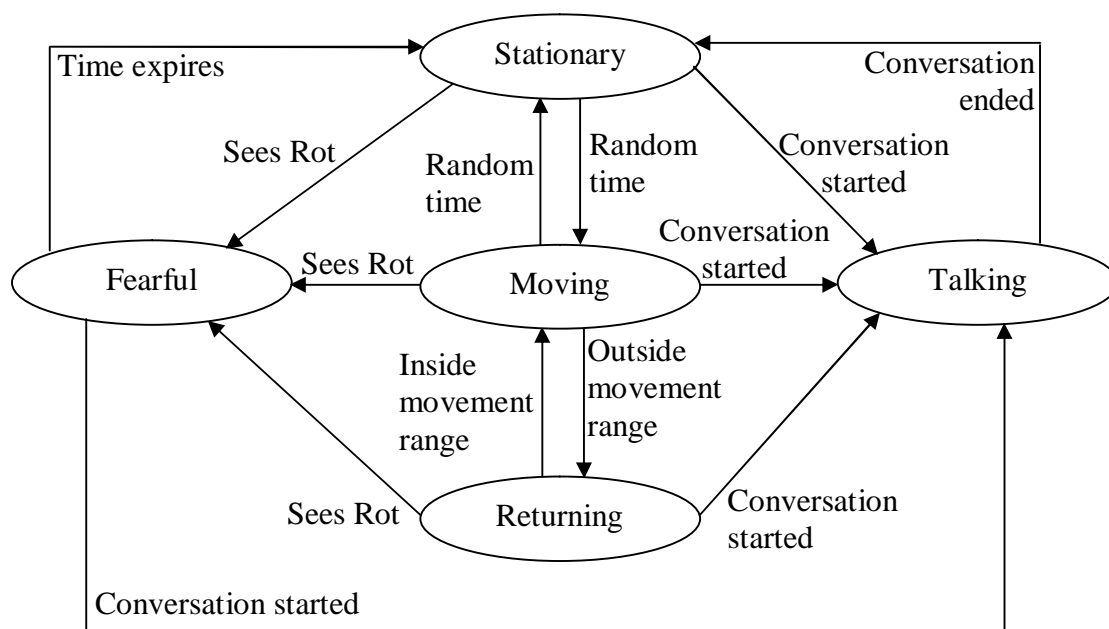 Stationary
Time expires
Conversation
ended
Sees Rot
Random
time
Random
time
Conversation
started
Fearful
Sees Rot
Moving
Conversation
started
Talking
Inside
movement
range
Outside
movement
range
Sees Rot
Returning
Conversation
started
Conversation started